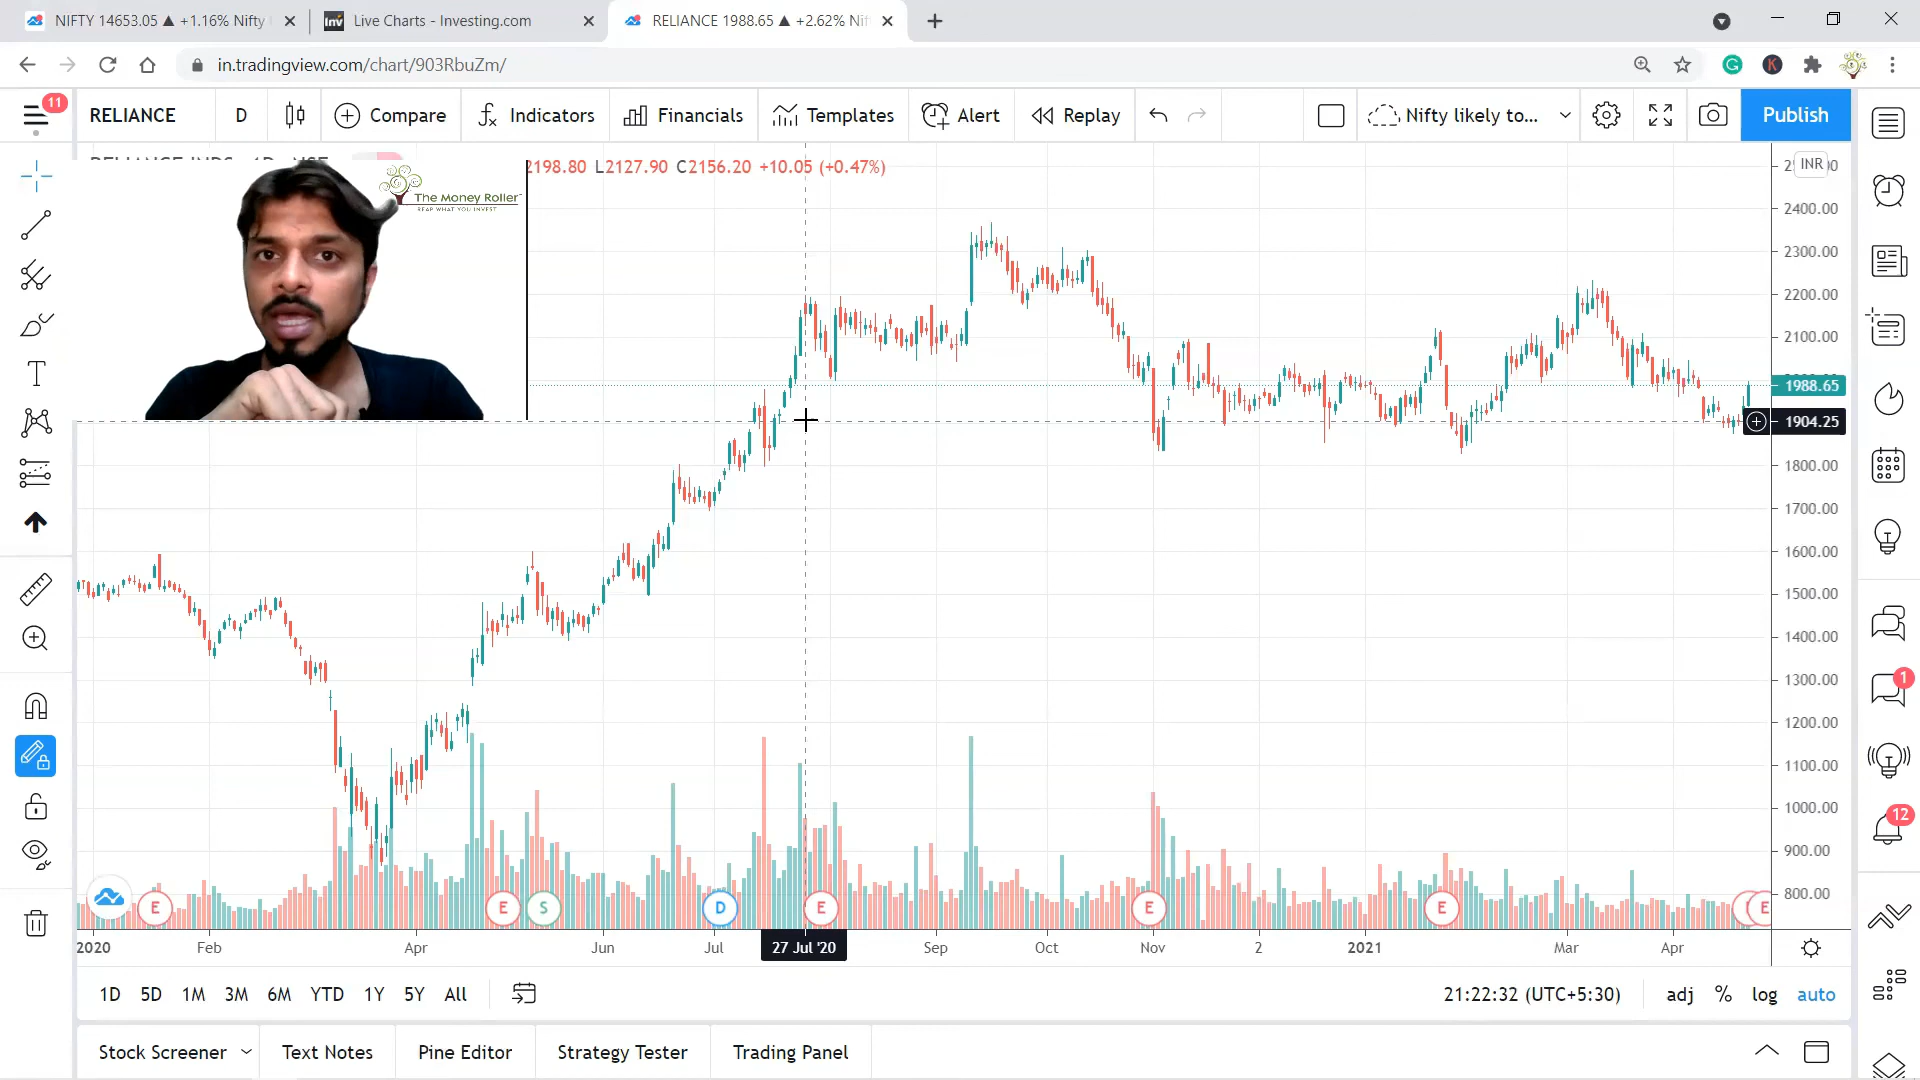 NIFTY 14653.05 ▲ +1.16% Nifty
Live Charts - Investing.com
RELIANCE 1988.65 ▲ +2.62% Nif
in.tradingview.com/chart/903RbuZm/
11
RELIANCE
D
Compare
Indicators
Financials
Templates
Alert
Replay
Nifty likely to...
Publish
2198.80 L2127.90 C2156.20 +10.05 (+0.47%)
INR
The Money Roller
REAP WHAT YOU INVEST
2400.00
2300.00
2200.00
2100.00
1988.65
1904.25
1800.00
1700.00
1600.00
1500.00
1400.00
1300.00
1200.00
1100.00
1000.00
900.00
800.00
1
12
E
E
S
D
E
E
E
E
2020
Feb
Apr
Jun
Jul
27 Jul '20
Sep
Oct
Nov
2
2021
Mar
Apr
1D
5D
1M
3M
6M
YTD
1Y
5Y
All
21:22:32 (UTC+5:30)
adj
%
log
auto
Stock Screener
Text Notes
Pine Editor
Strategy Tester
Trading Panel